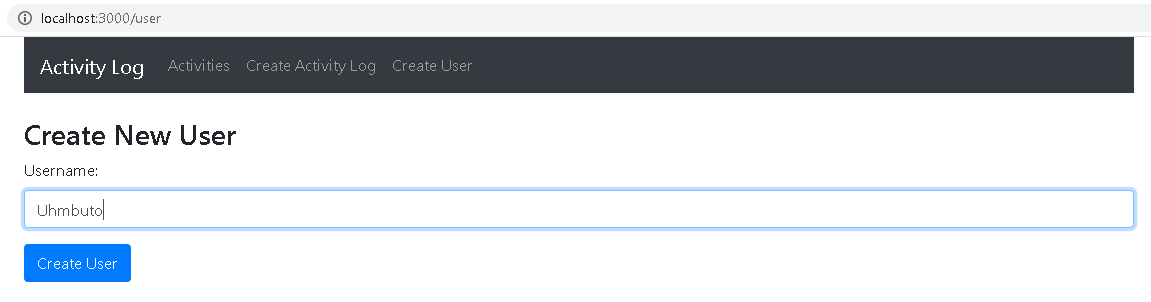 localhost:3000/user
Activity Log Activities Create Activity Log Create User
Create New User
Username:
Uhmbuto
Create User